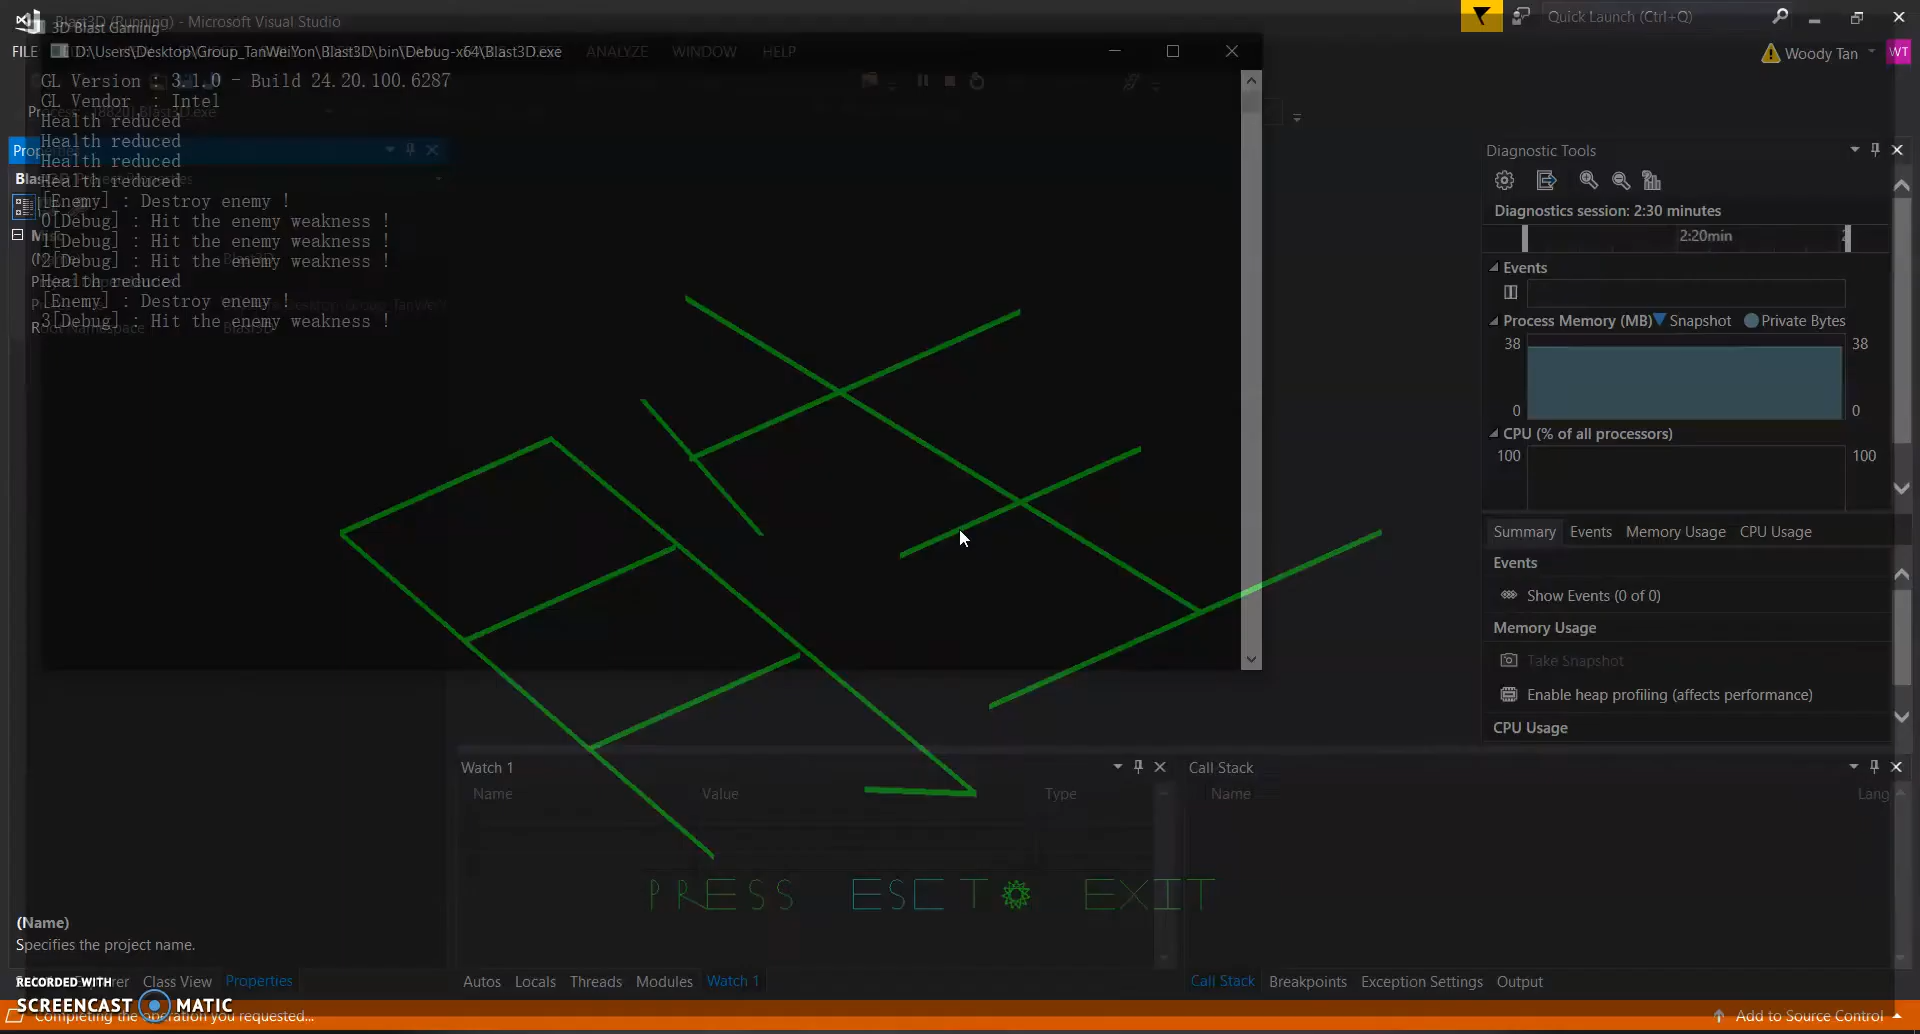 Blast3D (Running) - Microsoft Visual Studio
3D Blast Gaming
Quick Launch (Ctrl+Q)
FILE
D:\Users\Desktop\Group_TanWeiYon\Blast3D\bin\Debug-x64\Blast3D.exe
ANALYZE WINDOW HELP
Woody Tan
WT
GL Version : 3.1.0 - Build 24.20.100.6287
GL Vendor : Intel
Health reduced
Health reduced
Health reduced
Health reduced
[Enemy] : Destroy enemy !
0[Debug] : Hit the enemy weakness !
1[Debug] : Hit the enemy weakness !
2[Debug] : Hit the enemy weakness !
Health reduced
[Enemy] : Destroy enemy !
3[Debug] : Hit the enemy weakness !
Diagnostic Tools
Diagnostics session: 2:30 minutes
2:20min
Events
Process Memory (MB) Snapshot Private Bytes
38 38
0 0
CPU (% of all processors)
100 100
Summary Events Memory Usage CPU Usage
Events
Show Events (0 of 0)
Memory Usage
Take Snapshot
Enable heap profiling (affects performance)
CPU Usage
Watch 1
Name Value Type
Call Stack
Name Lang
PRESS ESC TO EXIT
(Name)
Specifies the project name.
Class View Properties
Autos Locals Threads Modules Watch 1
Call Stack Breakpoints Exception Settings Output
RECORDED WITH
SCREENCAST MATIC
Completing the operation you requested...
Add to Source Control